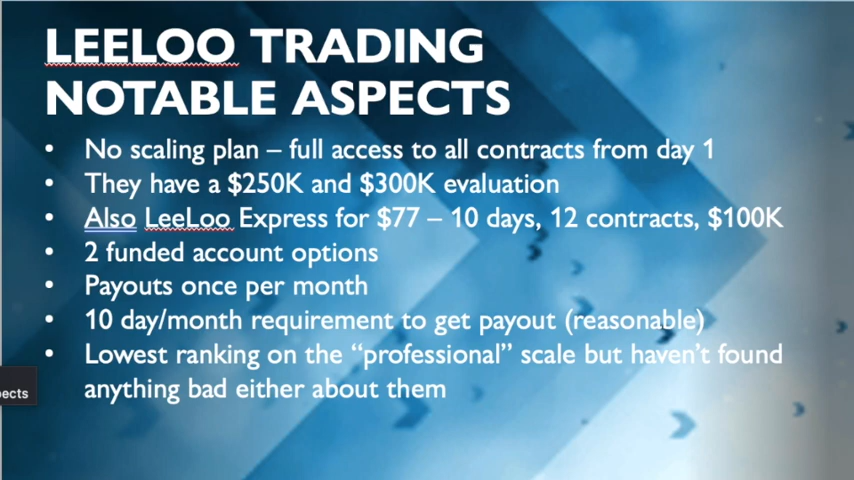 LEELOO TRADING
NOTABLE ASPECTS
• No scaling plan – full access to all contracts from day 1
• They have a $250K and $300K evaluation
• Also LeeLoo Express for $77 – 10 days, 12 contracts, $100K
• 2 funded account options
• Payouts once per month
• 10 day/month requirement to get payout (reasonable)
• Lowest ranking on the “professional” scale but haven’t found
anything bad either about them
pects